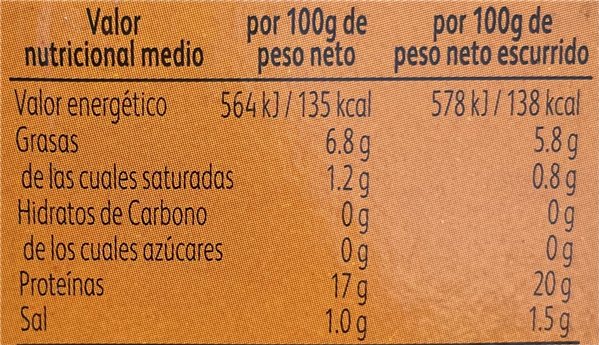 Valor por 100g de por 100g de
nutricional medio peso neto peso neto escurrido
Valor energético 564 kJ / 135 kcal 578 kJ / 138 kcal
Grasas 6.8 g 5.8 g
de las cuales saturadas 1.2 g 0.8 g
Hidratos de Carbono 0 g 0 g
de los cuales azúcares 0 g 0 g
Proteínas 17 g 20 g
Sal 1.0 g 1.5 g